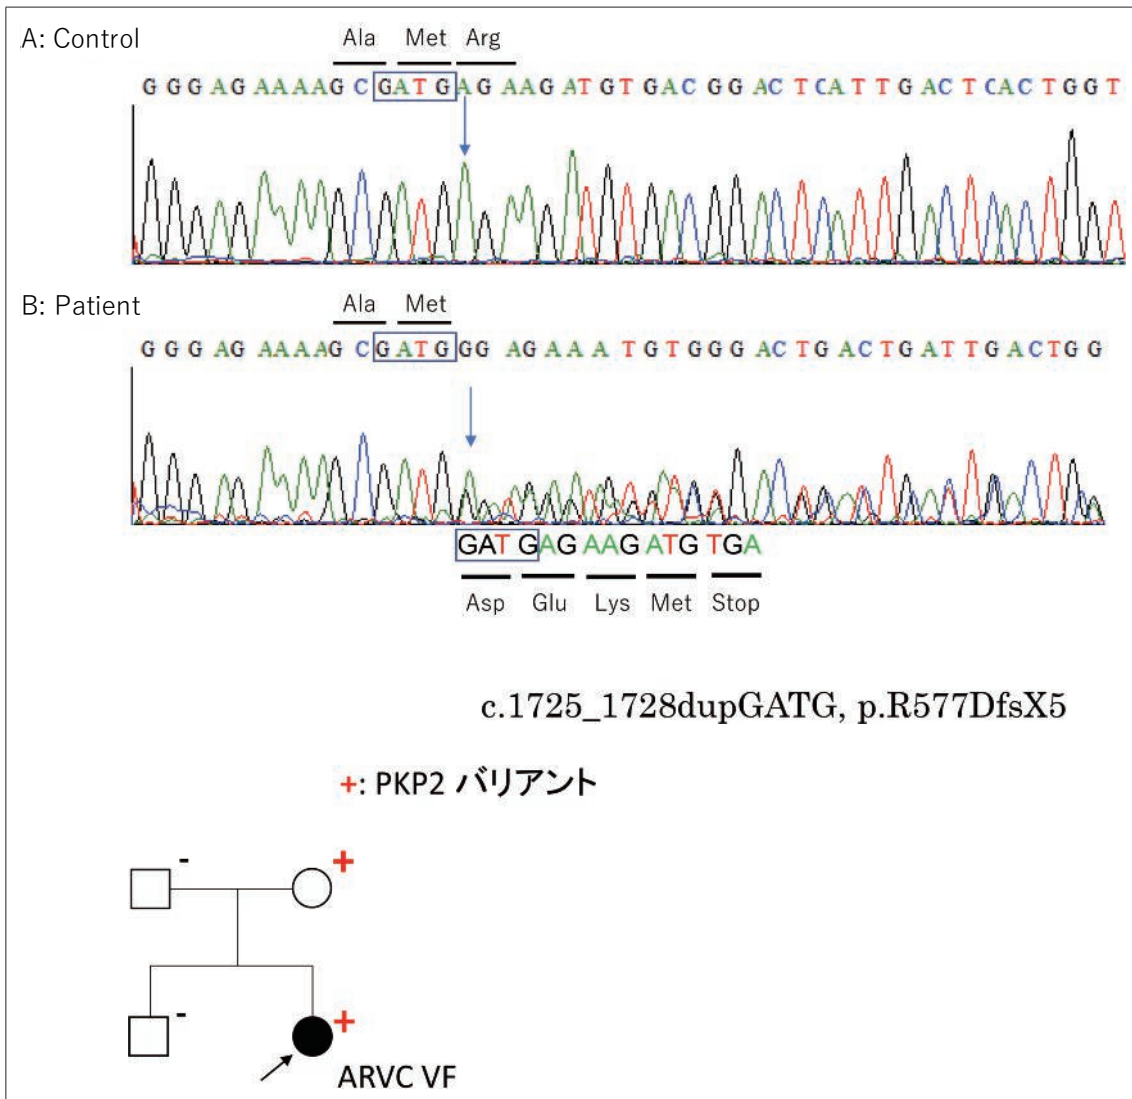 A: Control
Ala Met Arg
GGGAGAAAAGCGATGAGAAGATGTGACGGACTCATTGACTCACTGGT
B: Patient
Ala Met
GGGAGAAAAGCGATGGGAGAAATGTGGGACTGACTGATTGACTGG
GATGAGAAGATGTGA
Asp Glu Lys Met Stop
c.1725_1728dupGATG, p.R577DfsX5
+: PKP2 バリアント
- +
- +
ARVC VF